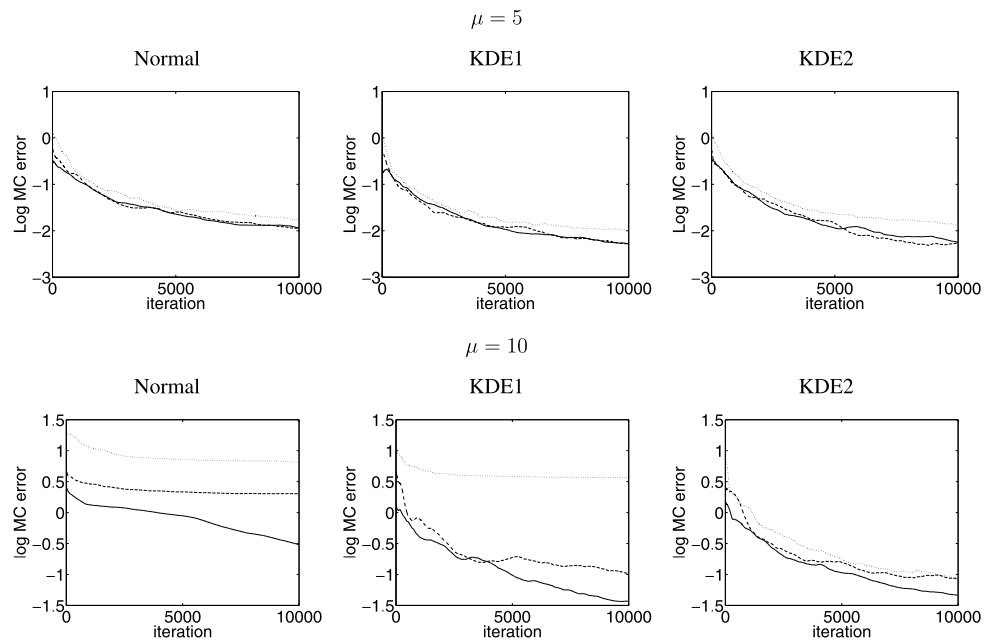 μ = 5
Normal
KDE1
KDE2
Log MC error
1
0
−1
−2
−3
0
5000
10000
iteration
Log MC error
1
0
−1
−2
−3
0
5000
10000
iteration
Log MC error
1
0
−1
−2
−3
0
5000
10000
iteration
μ = 10
Normal
KDE1
KDE2
log MC error
1.5
1
0.5
0
−0.5
−1
−1.5
0
5000
10000
iteration
log MC error
1.5
1
0.5
0
−0.5
−1
−1.5
0
5000
10000
iteration
log MC error
1.5
1
0.5
0
−0.5
−1
−1.5
0
5000
10000
iteration